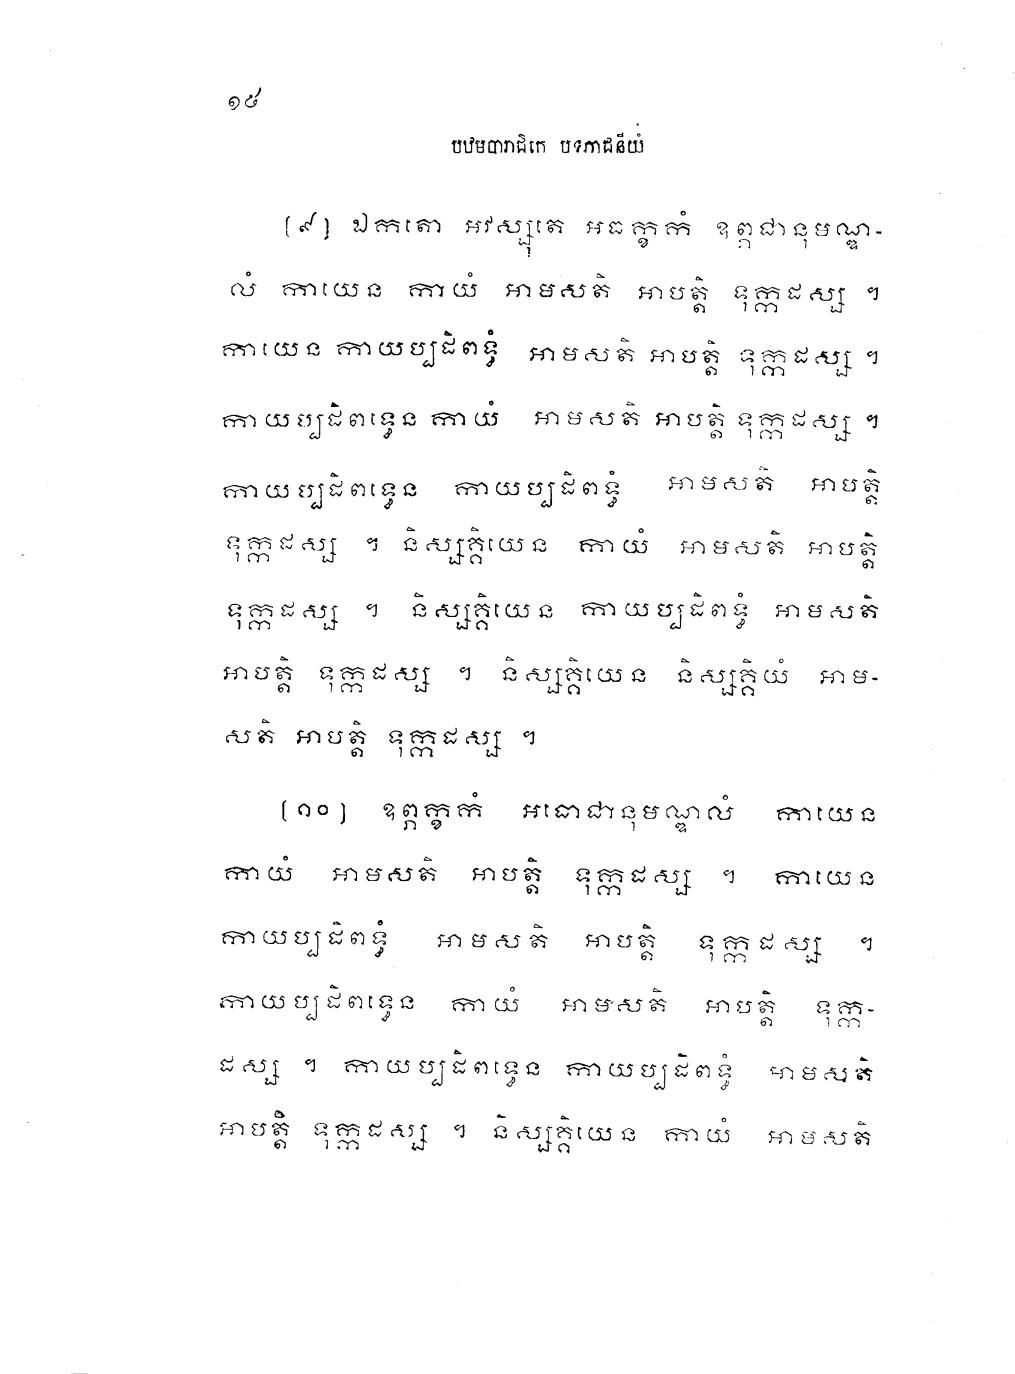 ១៥
បឋមបារាជិកេ បទភាជនីយំ
(៩) ឯកតោ អវស្សុតេ អធក្ខកំ ឧព្ភជានុមណ្ឌ-
លំ កាយេន កាយំ អាមសតិ អាបត្តិ ទុក្កដស្ស ។
កាយេន កាយប្បដិពទ្ធំ អាមសតិ អាបត្តិ ទុក្កដស្ស ។
កាយប្បដិពទ្ធេន កាយំ អាមសតិ អាបត្តិ ទុក្កដស្ស ។
កាយប្បដិពទ្ធេន កាយប្បដិពទ្ធំ អាមសតិ អាបត្តិ
ទុក្កដស្ស ។ និស្សគ្គិយេន កាយំ អាមសតិ អាបត្តិ
ទុក្កដស្ស ។ និស្សគ្គិយេន កាយប្បដិពទ្ធំ អាមសតិ
អាបត្តិ ទុក្កដស្ស ។ និស្សគ្គិយេន និស្សគ្គិយំ អាម-
សតិ អាបត្តិ ទុក្កដស្ស ។
(១០) ឧព្ភក្ខកំ អធោជានុមណ្ឌលំ កាយេន
កាយំ អាមសតិ អាបត្តិ ទុក្កដស្ស ។ កាយេន
កាយប្បដិពទ្ធំ អាមសតិ អាបត្តិ ទុក្កដស្ស ។
កាយប្បដិពទ្ធេន កាយំ អាមសតិ អាបត្តិ ទុក្ក-
ដស្ស ។ កាយប្បដិពទ្ធេន កាយប្បដិពទ្ធំ អាមសតិ
អាបត្តិ ទុក្កដស្ស ។ និស្សគ្គិយេន កាយំ អាមសតិ